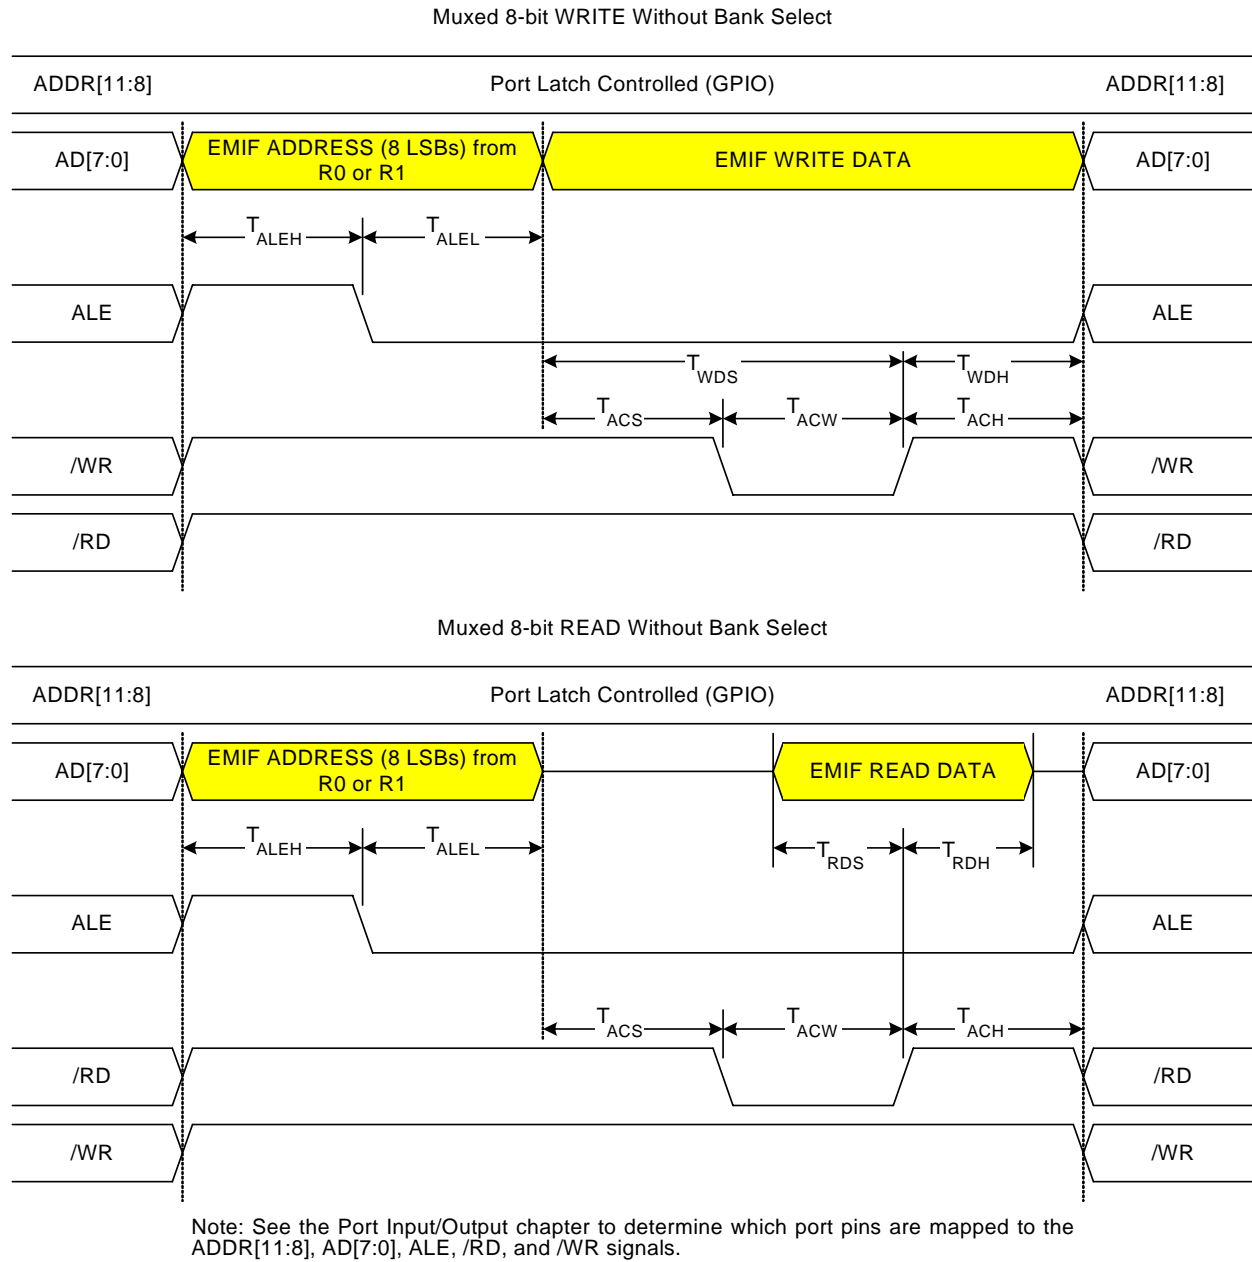 Muxed 8-bit WRITE Without Bank Select
ADDR[11:8] Port Latch Controlled (GPIO) ADDR[11:8]
AD[7:0] EMIF ADDRESS (8 LSBs) from R0 or R1 EMIF WRITE DATA AD[7:0]
TALEH TALEL
ALE ALE
TWDS TWDH
TACS TACW TACH
/WR /WR
/RD /RD
Muxed 8-bit READ Without Bank Select
ADDR[11:8] Port Latch Controlled (GPIO) ADDR[11:8]
AD[7:0] EMIF ADDRESS (8 LSBs) from R0 or R1 EMIF READ DATA AD[7:0]
TALEH TALEL TRDS TRDH
ALE ALE
TACS TACW TACH
/RD /RD
/WR /WR
Note: See the Port Input/Output chapter to determine which port pins are mapped to the
ADDR[11:8], AD[7:0], ALE, /RD, and /WR signals.